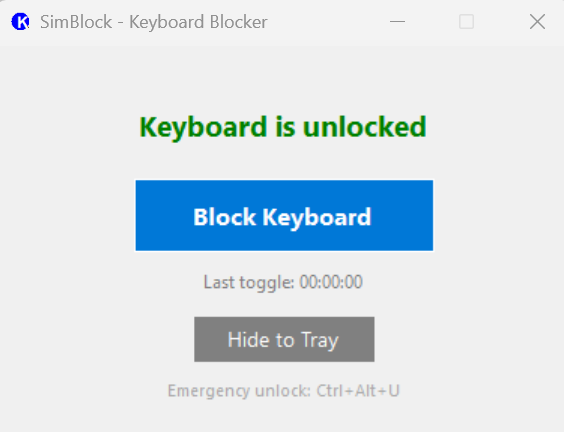 K SimBlock - Keyboard Blocker
Keyboard is unlocked
Block Keyboard
Last toggle: 00:00:00
Hide to Tray
Emergency unlock: Ctrl+Alt+U